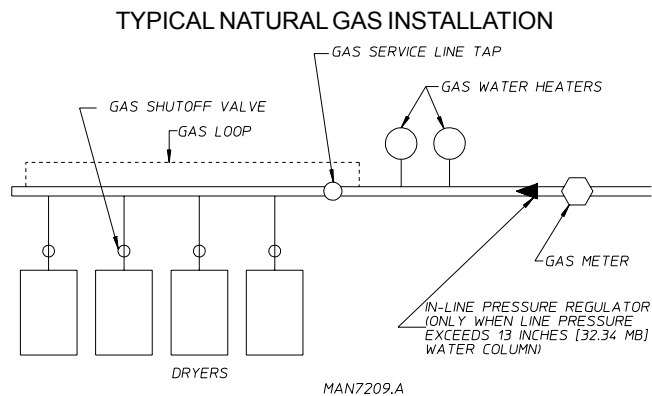 TYPICAL NATURAL GAS INSTALLATION
GAS SERVICE LINE TAP
GAS WATER HEATERS
GAS SHUTOFF VALVE
GAS LOOP
GAS METER
IN-LINE PRESSURE REGULATOR
(ONLY WHEN LINE PRESSURE
EXCEEDS 13 INCHES [32.34 MB]
WATER COLUMN)
DRYERS
MAN7209.A